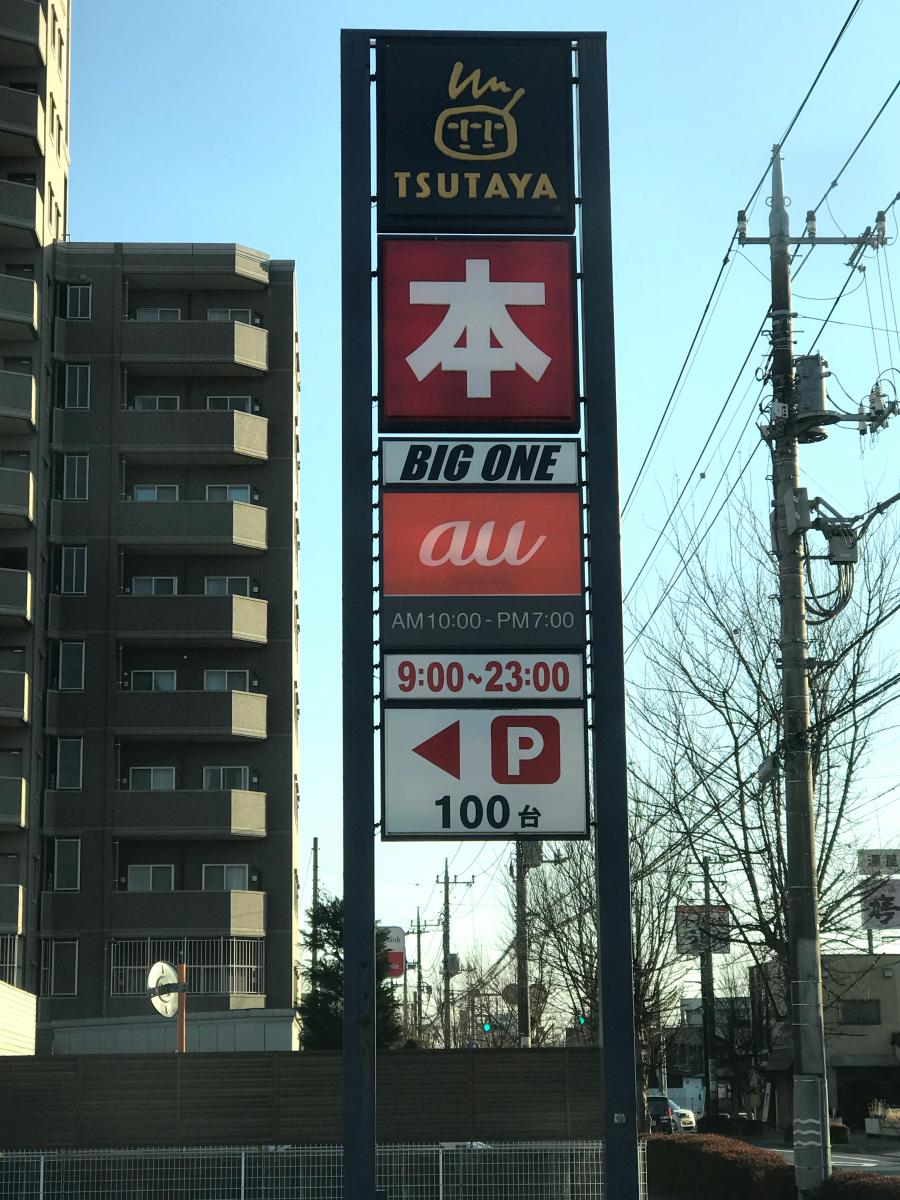 TSUTAYA
本
BIG ONE
au
AM10:00-PM7:00
9:00~23:00
P
100台